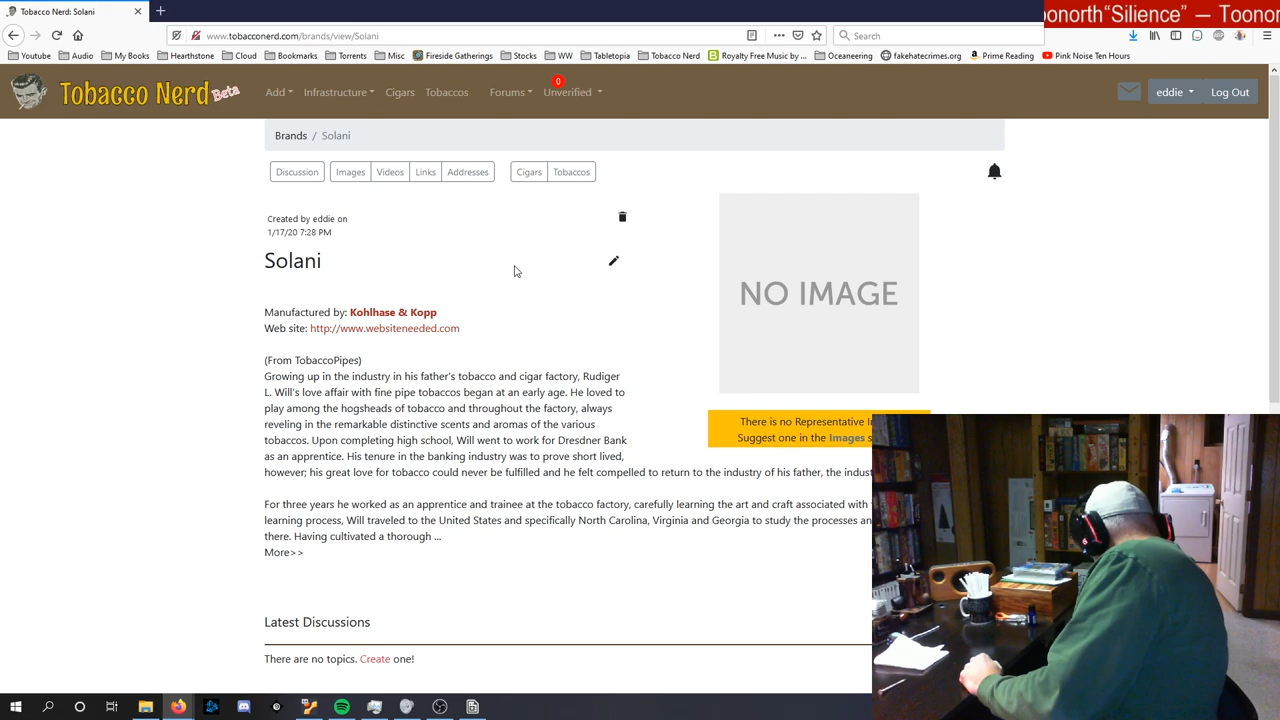 Tobacco Nerd: Solani
Toonorth“Silience” — Toonor
www.tobacconerd.com/brands/view/Solani
Search
Youtube Audio My Books Hearthstone Cloud Bookmarks Torrents Misc Fireside Gatherings Stocks WW Tabletopia Tobacco Nerd Royalty Free Music by ... Oceaneering fakehatecrimes.org Prime Reading Pink Noise Ten Hours
Tobacco Nerd Beta
Add Infrastructure Cigars Tobaccos Forums Unverified 0
eddie Log Out
Brands / Solani
Discussion Images Videos Links Addresses Cigars Tobaccos
Created by eddie on
1/17/20 7:28 PM
Solani
NO IMAGE
Manufactured by: Kohlhase & Kopp
Web site: http://www.websiteneeded.com
(From TobaccoPipes)
Growing up in the industry in his father's tobacco and cigar factory, Rudiger
L. Will's love affair with fine pipe tobaccos began at an early age. He loved to
play among the hogsheads of tobacco and throughout the factory, always
reveling in the remarkable distinctive scents and aromas of the various
tobaccos. Upon completing high school, Will went to work for Dresdner Bank
as an apprentice. His tenure in the banking industry was to prove short lived,
however; his great love for tobacco could never be fulfilled and he felt compelled to return to the industry of his father, the indust
There is no Representative I
Suggest one in the Images s
For three years he worked as an apprentice and trainee at the tobacco factory, carefully learning the art and craft associated with
learning process, Will traveled to the United States and specifically North Carolina, Virginia and Georgia to study the processes an
there. Having cultivated a thorough ...
More>>
Latest Discussions
There are no topics. Create one!